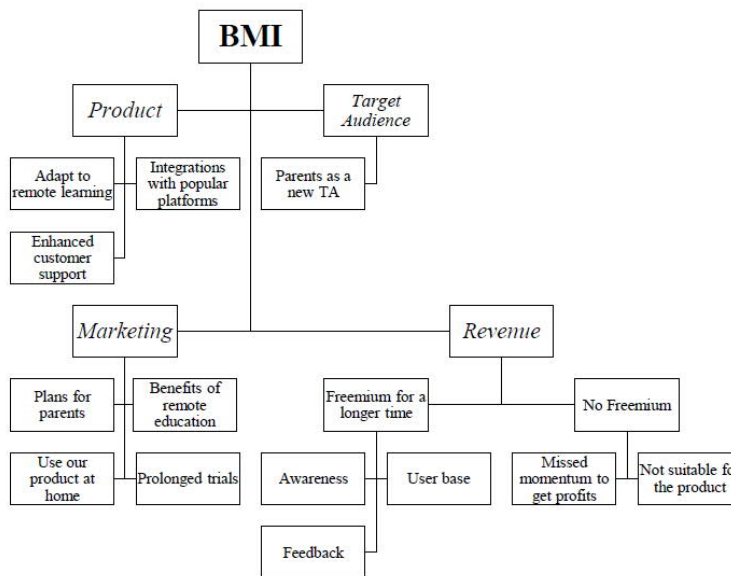 BMI
Product
Target
Audience
Adapt to
remote learning
Integrations
with popular
platforms
Parents as a
new TA
Enhanced
customer
support
Marketing
Revenue
Plans for
parents
Benefits of
remote
education
Freemium for a
longer time
No Freemium
Use our
product at
home
Prolonged trials
Awareness
User base
Missed
momentum to
get profits
Not suitable fo
the product
Feedback